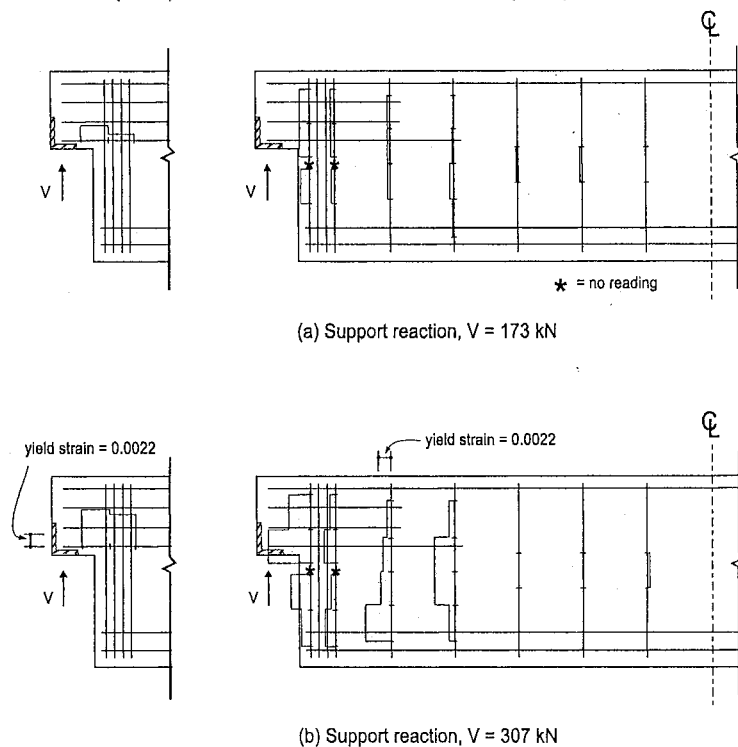 ℄
V
V
* = no reading
(a) Support reaction, V = 173 kN
yield strain = 0.0022
yield strain = 0.0022
℄
V
V
(b) Support reaction, V = 307 kN